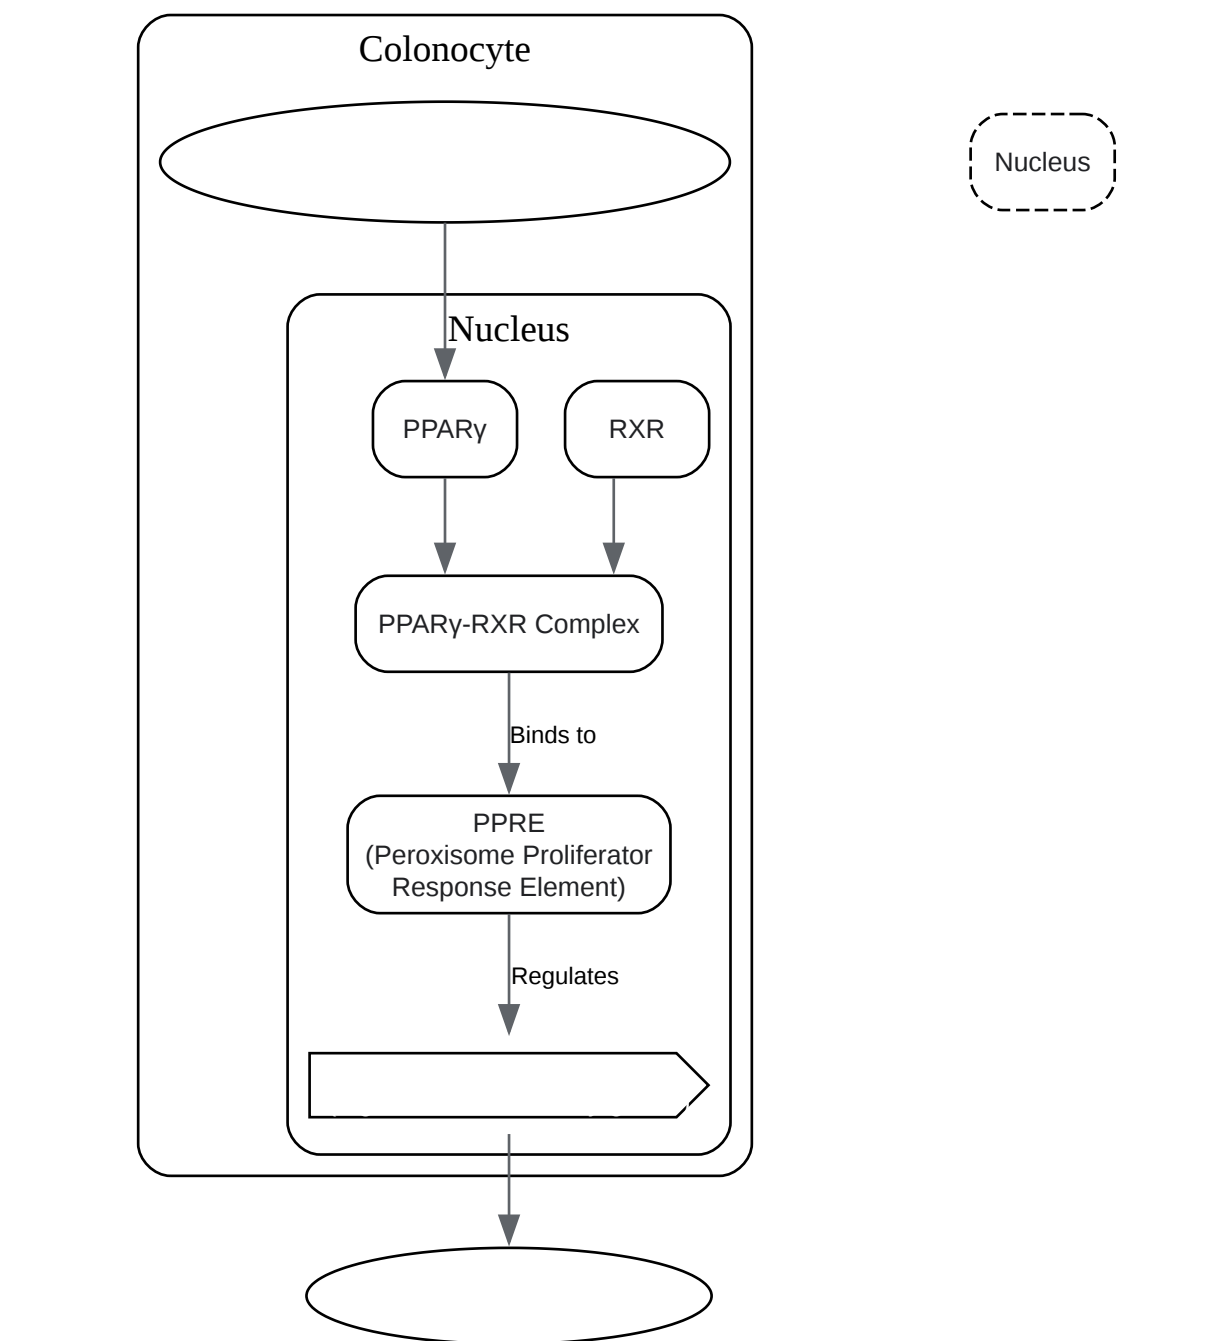 Colonocyte
Nucleus
Nucleus
PPARγ
RXR
PPARγ-RXR Complex
Binds to
PPRE
(Peroxisome Proliferator
Response Element)
Regulates